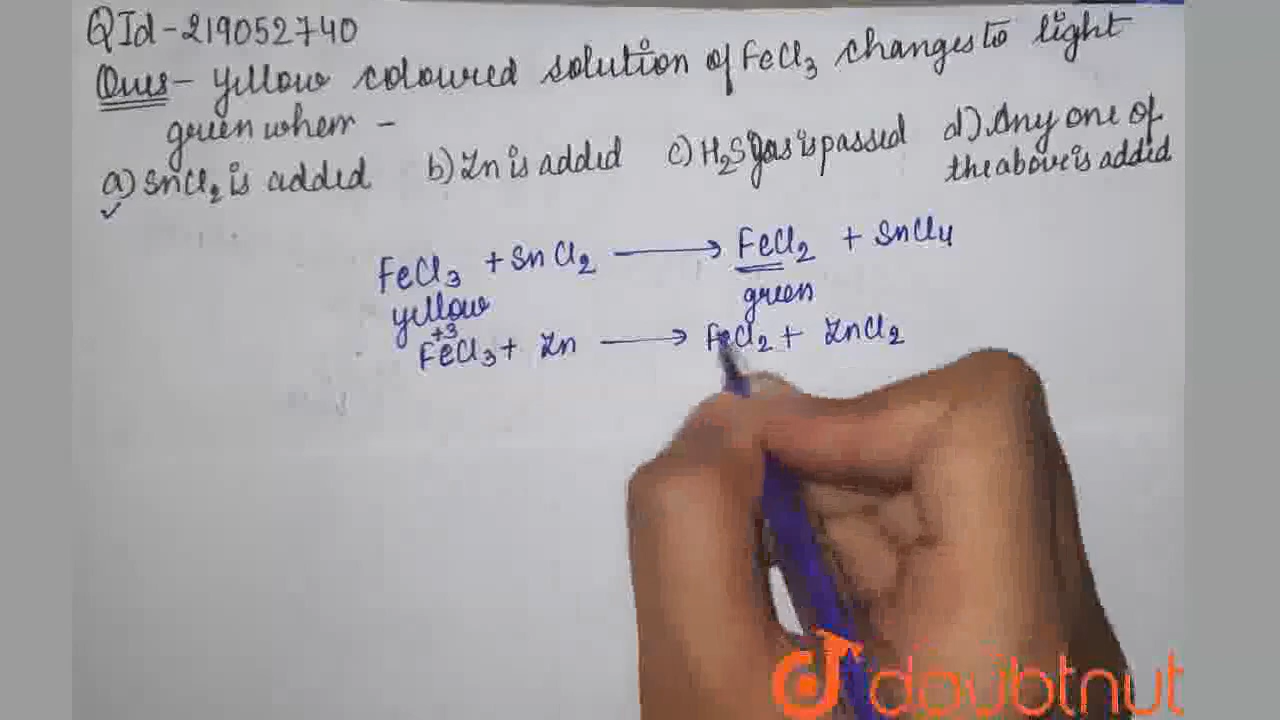 QId-219052740
Ques- Yellow coloured solution of FeCl3 changes to light
green when -
a) SnCl2 is added b) Zn is added c) H2S gas is passed d) Any one of
the above is added
FeCl3 + SnCl2 ⟶ FeCl2 + SnCl4
yellow green
+3
FeCl3 + Zn ⟶ FeCl2 + ZnCl2
doubtnut